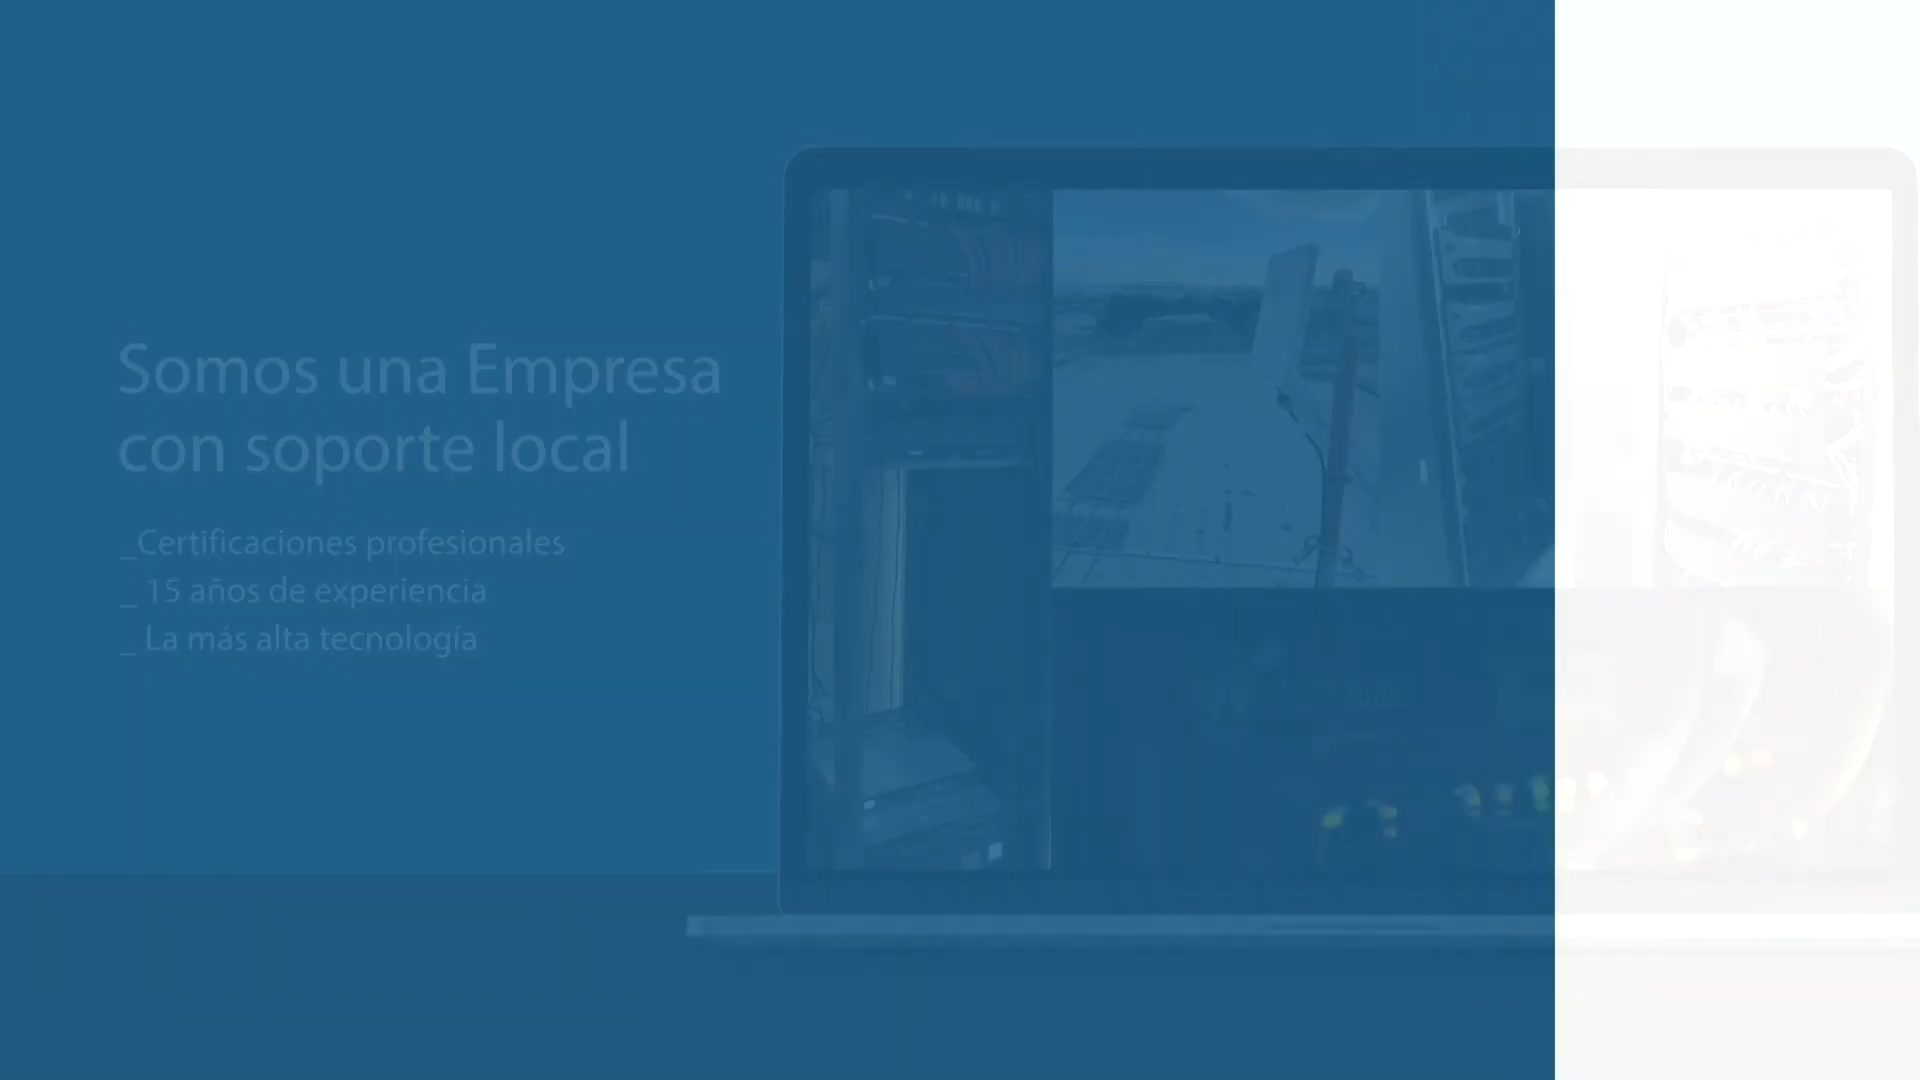 Somos una Empresa
con soporte local
_Certificaciones profesionales
_ 15 años de experiencia
_ La más alta tecnología